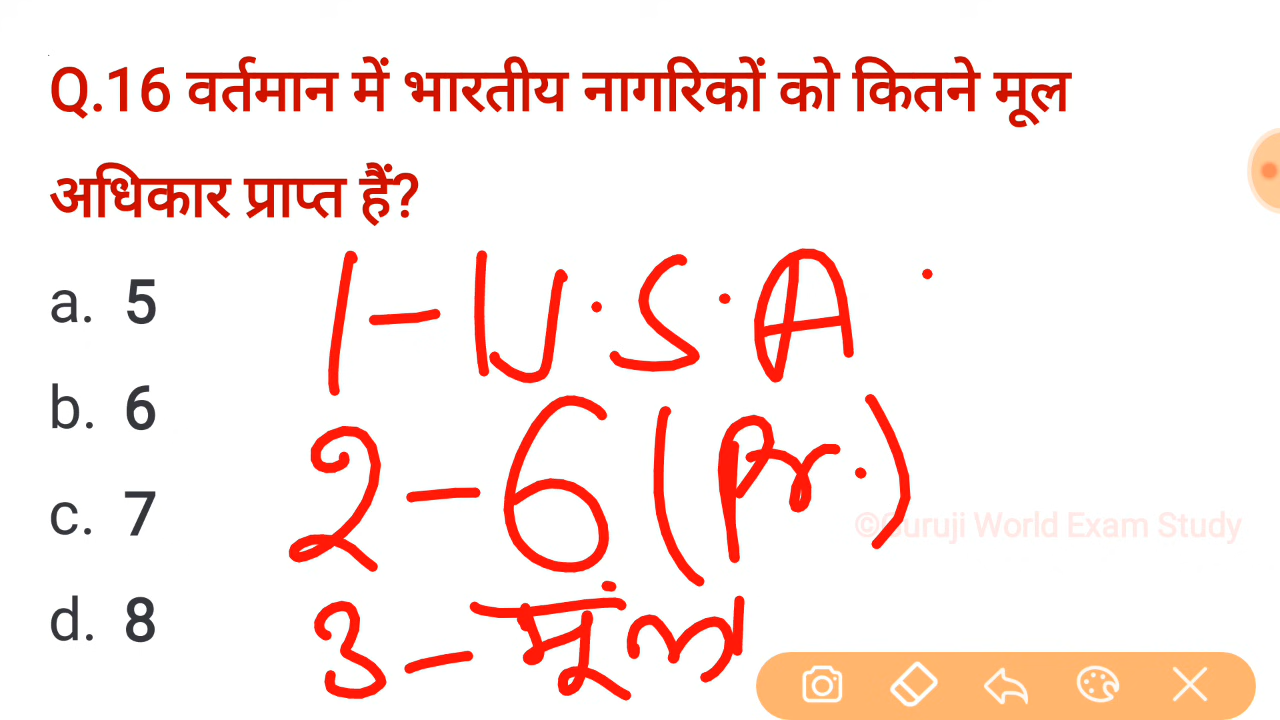 Q.16 वर्तमान में भारतीय नागरिकों को कितने मूल
अधिकार प्राप्त हैं?
1-U.S.A.
a. 5
b. 6
2-6 (Pr.)
c. 7
©Guruji World Exam Study
d. 8
3-मूंल